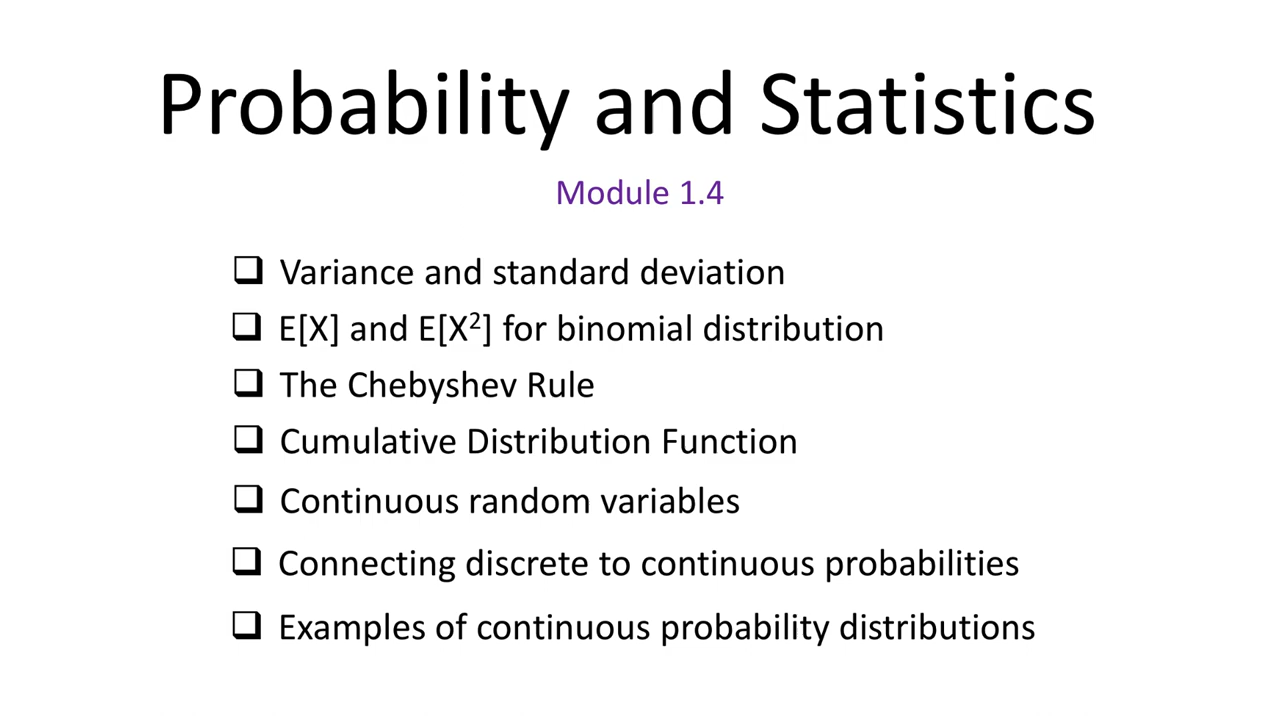 Probability and Statistics
Module 1.4
❑ Variance and standard deviation
❑ E[X] and E[X²] for binomial distribution
❑ The Chebyshev Rule
❑ Cumulative Distribution Function
❑ Continuous random variables
❑ Connecting discrete to continuous probabilities
❑ Examples of continuous probability distributions